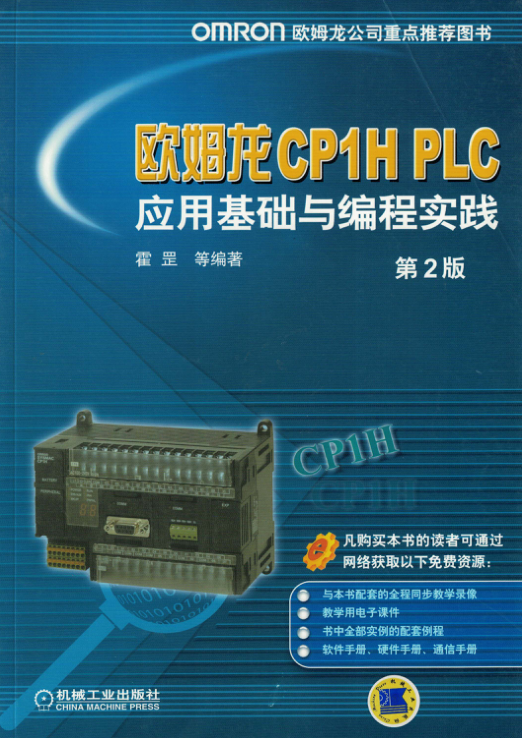 OMRON 欧姆龙公司重点推荐图书
欧姆龙CP1H PLC
应用基础与编程实践
霍罡 等编著
第2版
CP1H
凡购买本书的读者可通过
网络获取以下免费资源：
与本书配套的全程同步教学录像
教学用电子课件
书中全部实例的配套例程
软件手册、硬件手册、通信手册
机械工业出版社
CHINA MACHINE PRESS